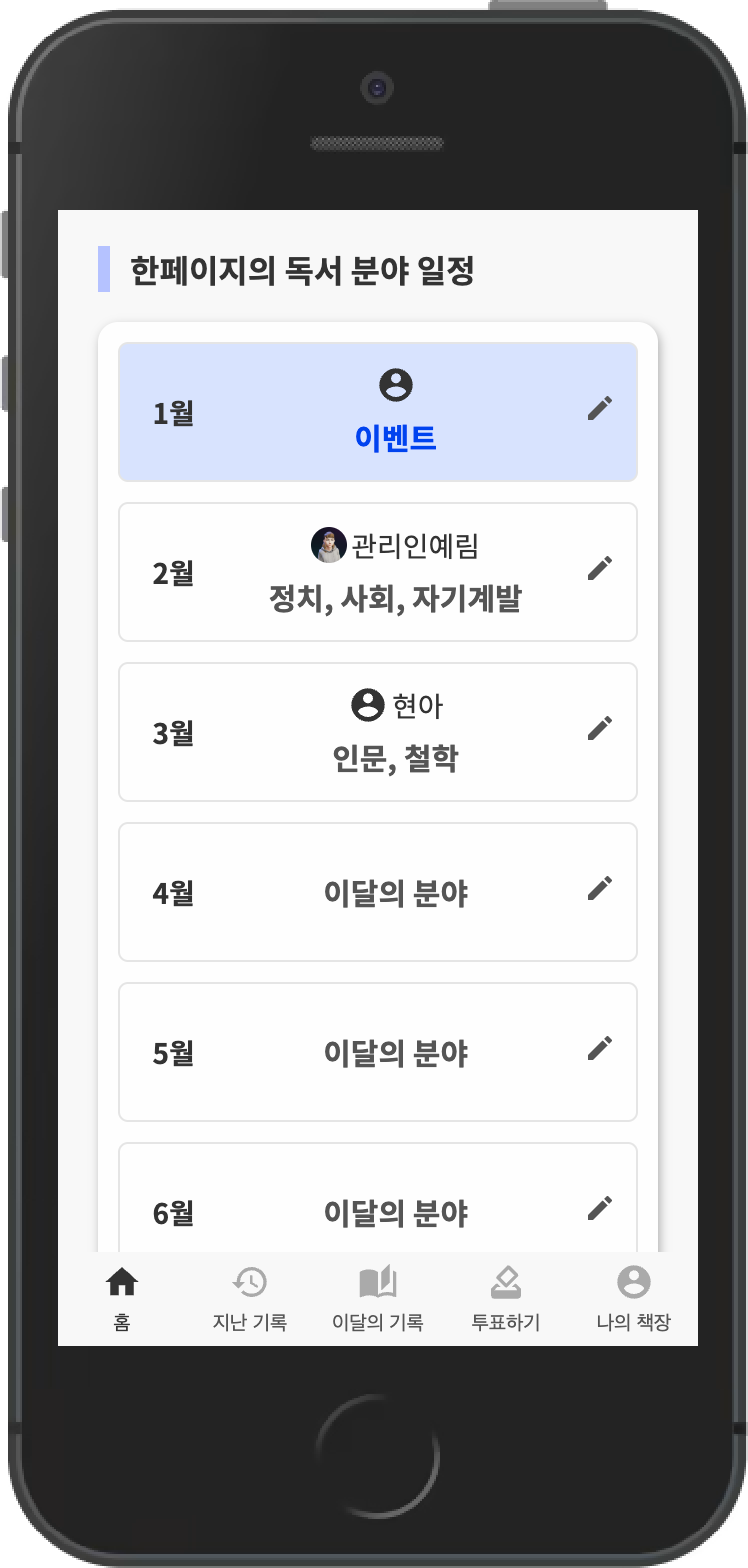 한페이지의 독서 분야 일정
1월
이벤트
2월
관리인예림
정치, 사회, 자기계발
3월
현아
인문, 철학
4월
이달의 분야
5월
이달의 분야
6월
이달의 분야
홈
지난 기록
이달의 기록
투표하기
나의 책장